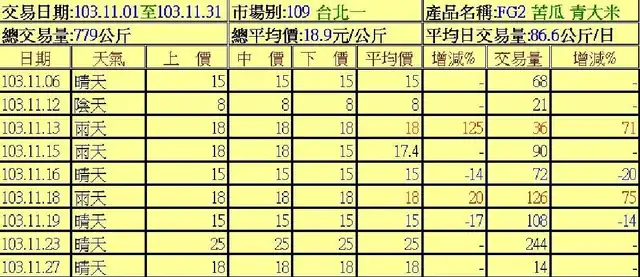 交易日期:103.11.01至103.11.31 市場別:109 台北一 產品名稱:FG2 苦瓜 青大米
總交易量:779公斤 總平均價:18.9元/公斤 平均日交易量:86.6公斤/日
日期 天氣 上 價 中 價 下 價 平均價 增減% 交易量 增減%
103.11.06 晴天 15 15 15 15 - 68 -
103.11.12 陰天 8 8 8 8 - 21 -
103.11.13 雨天 18 18 18 18 125 36 71
103.11.15 雨天 18 18 15 17.4 - 90 -
103.11.16 晴天 15 15 15 15 -14 72 -20
103.11.18 雨天 18 18 18 18 20 126 75
103.11.19 晴天 15 15 15 15 -17 108 -14
103.11.23 晴天 25 25 25 25 - 244 -
103.11.27 晴天 18 18 18 18 - 14 -